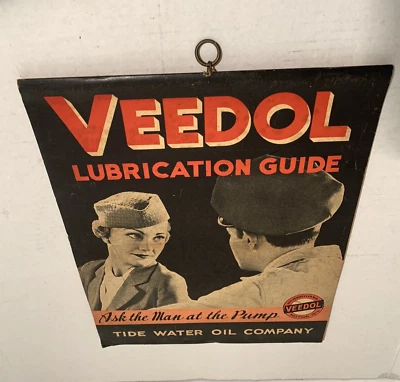 VEEDOL
LUBRICATION GUIDE
Ask the Man at the Pump
VEEDOL
TIDE WATER OIL COMPANY